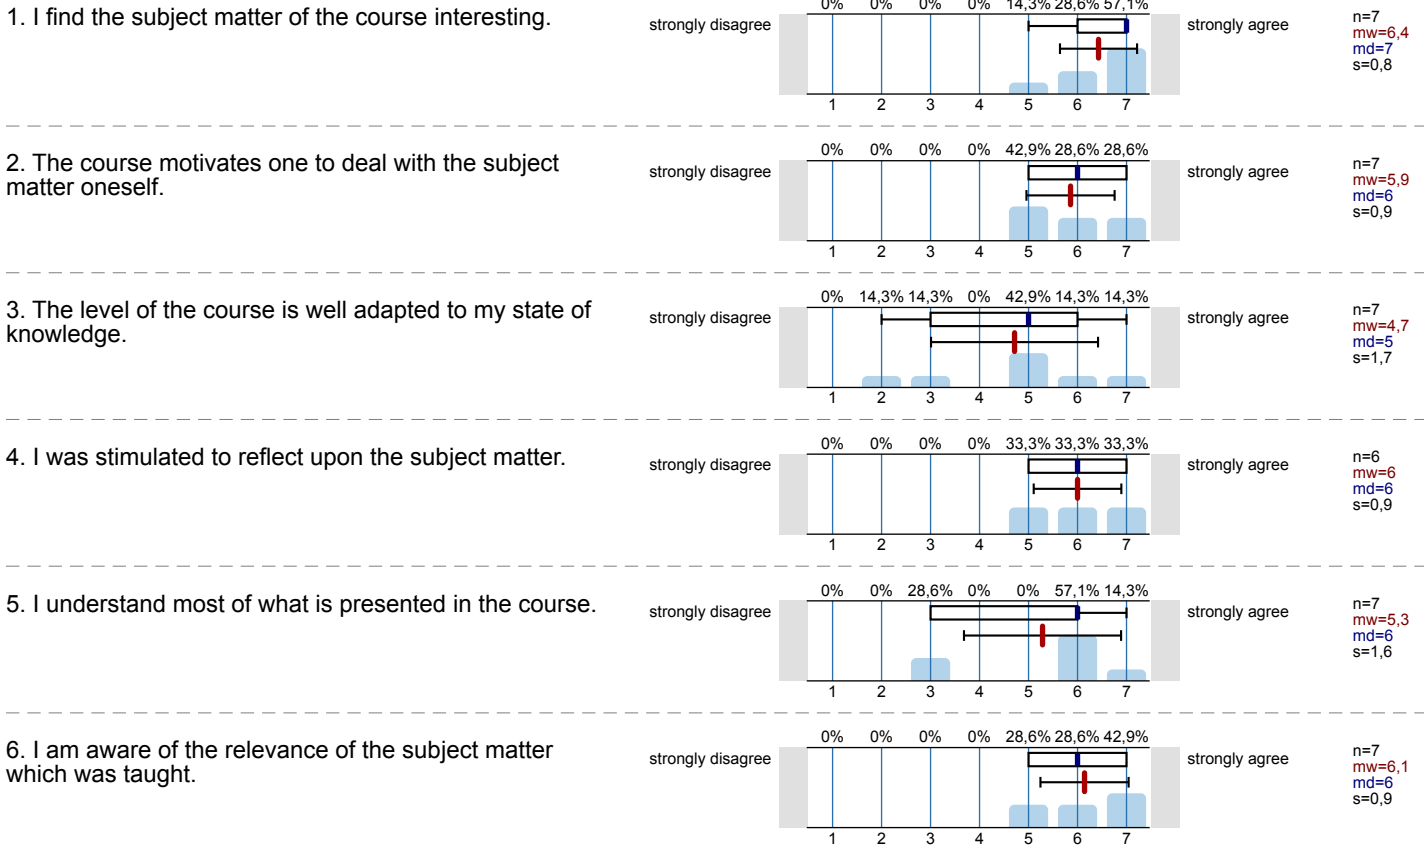 0% 0% 0% 0% 14,3% 28,6% 57,1%
1. I find the subject matter of the course interesting.
strongly disagree
strongly agree
n=7
mw=6,4
md=7
s=0,8
1 2 3 4 5 6 7
0% 0% 0% 0% 42,9% 28,6% 28,6%
2. The course motivates one to deal with the subject
matter oneself.
strongly disagree
strongly agree
n=7
mw=5,9
md=6
s=0,9
1 2 3 4 5 6 7
0% 14,3% 14,3% 0% 42,9% 14,3% 14,3%
3. The level of the course is well adapted to my state of
knowledge.
strongly disagree
strongly agree
n=7
mw=4,7
md=5
s=1,7
1 2 3 4 5 6 7
0% 0% 0% 0% 33,3% 33,3% 33,3%
4. I was stimulated to reflect upon the subject matter.
strongly disagree
strongly agree
n=6
mw=6
md=6
s=0,9
1 2 3 4 5 6 7
0% 0% 28,6% 0% 0% 57,1% 14,3%
5. I understand most of what is presented in the course.
strongly disagree
strongly agree
n=7
mw=5,3
md=6
s=1,6
1 2 3 4 5 6 7
0% 0% 0% 0% 28,6% 28,6% 42,9%
6. I am aware of the relevance of the subject matter
which was taught.
strongly disagree
strongly agree
n=7
mw=6,1
md=6
s=0,9
1 2 3 4 5 6 7